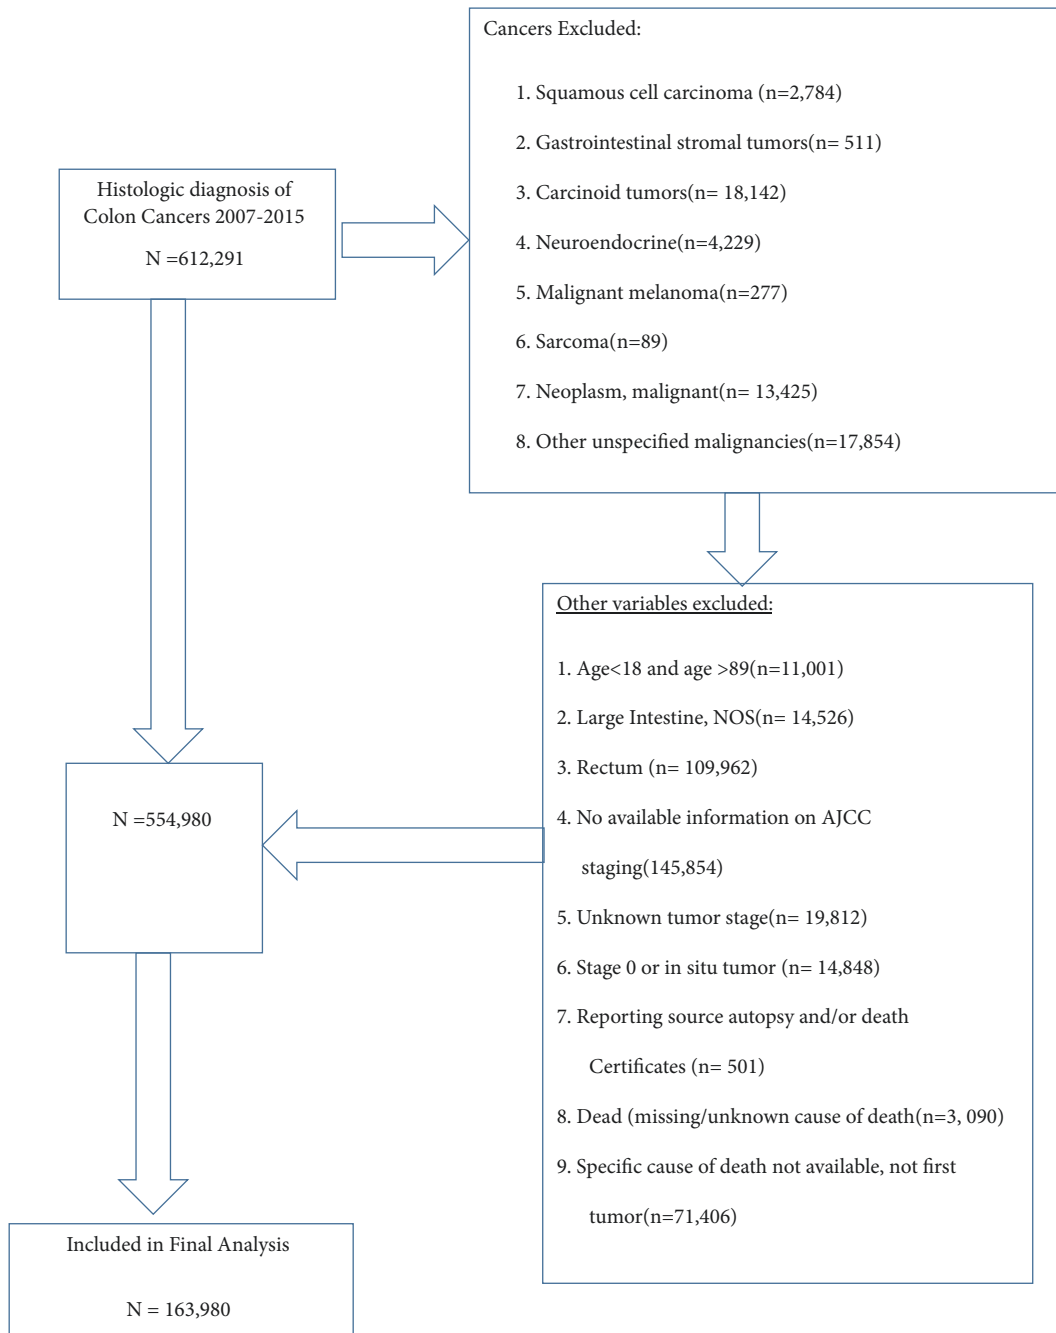 Histologic diagnosis of
Colon Cancers 2007-2015
N =612,291
Cancers Excluded:
1. Squamous cell carcinoma (n=2,784)
2. Gastrointestinal stromal tumors(n= 511)
3. Carcinoid tumors(n= 18,142)
4. Neuroendocrine(n=4,229)
5. Malignant melanoma(n=277)
6. Sarcoma(n=89)
7. Neoplasm, malignant(n= 13,425)
8. Other unspecified malignancies(n=17,854)
Other variables excluded:
1. Age<18 and age >89(n=11,001)
2. Large Intestine, NOS(n= 14,526)
3. Rectum (n= 109,962)
4. No available information on AJCC
staging(145,854)
5. Unknown tumor stage(n= 19,812)
6. Stage 0 or in situ tumor (n= 14,848)
7. Reporting source autopsy and/or death
Certificates (n= 501)
8. Dead (missing/unknown cause of death(n=3, 090)
9. Specific cause of death not available, not first
tumor(n=71,406)
N =554,980
Included in Final Analysis
N = 163,980